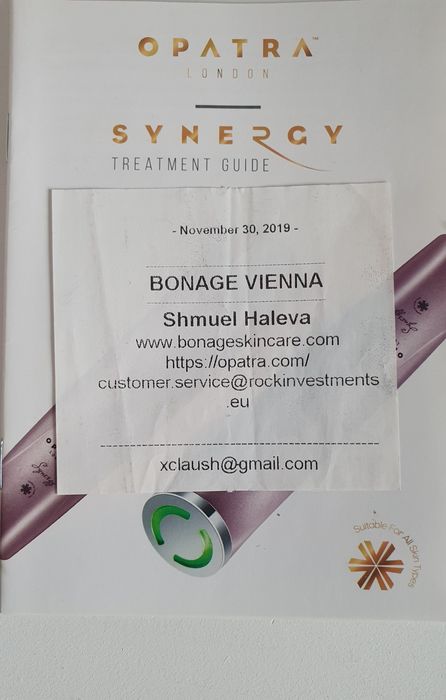 OPATRA™
LONDON
SYNERGY
TREATMENT GUIDE
- November 30, 2019 -
BONAGE VIENNA
Shmuel Haleva
www.bonageskincare.com
https://opatra.com/
customer.service@rockinvestments
.eu
xclaush@gmail.com
Suitable For All Skin Types